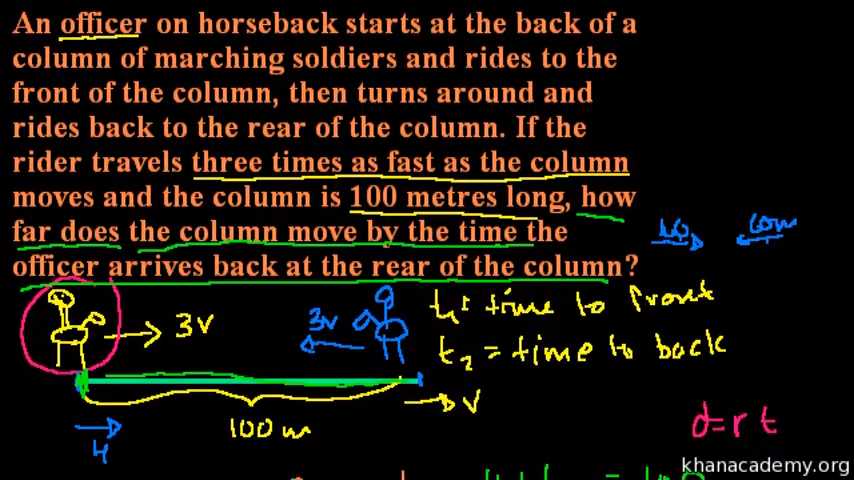 An officer on horseback starts at the back of a
column of marching soldiers and rides to the
front of the column, then turns around and
rides back to the rear of the column. If the
rider travels three times as fast as the column
moves and the column is 100 metres long, how
far does the column move by the time the
officer arrives back at the rear of the column?
3v
3v
t₁: time to front
t₂ = time to back
100m
v
d=rt
khanacademy.org